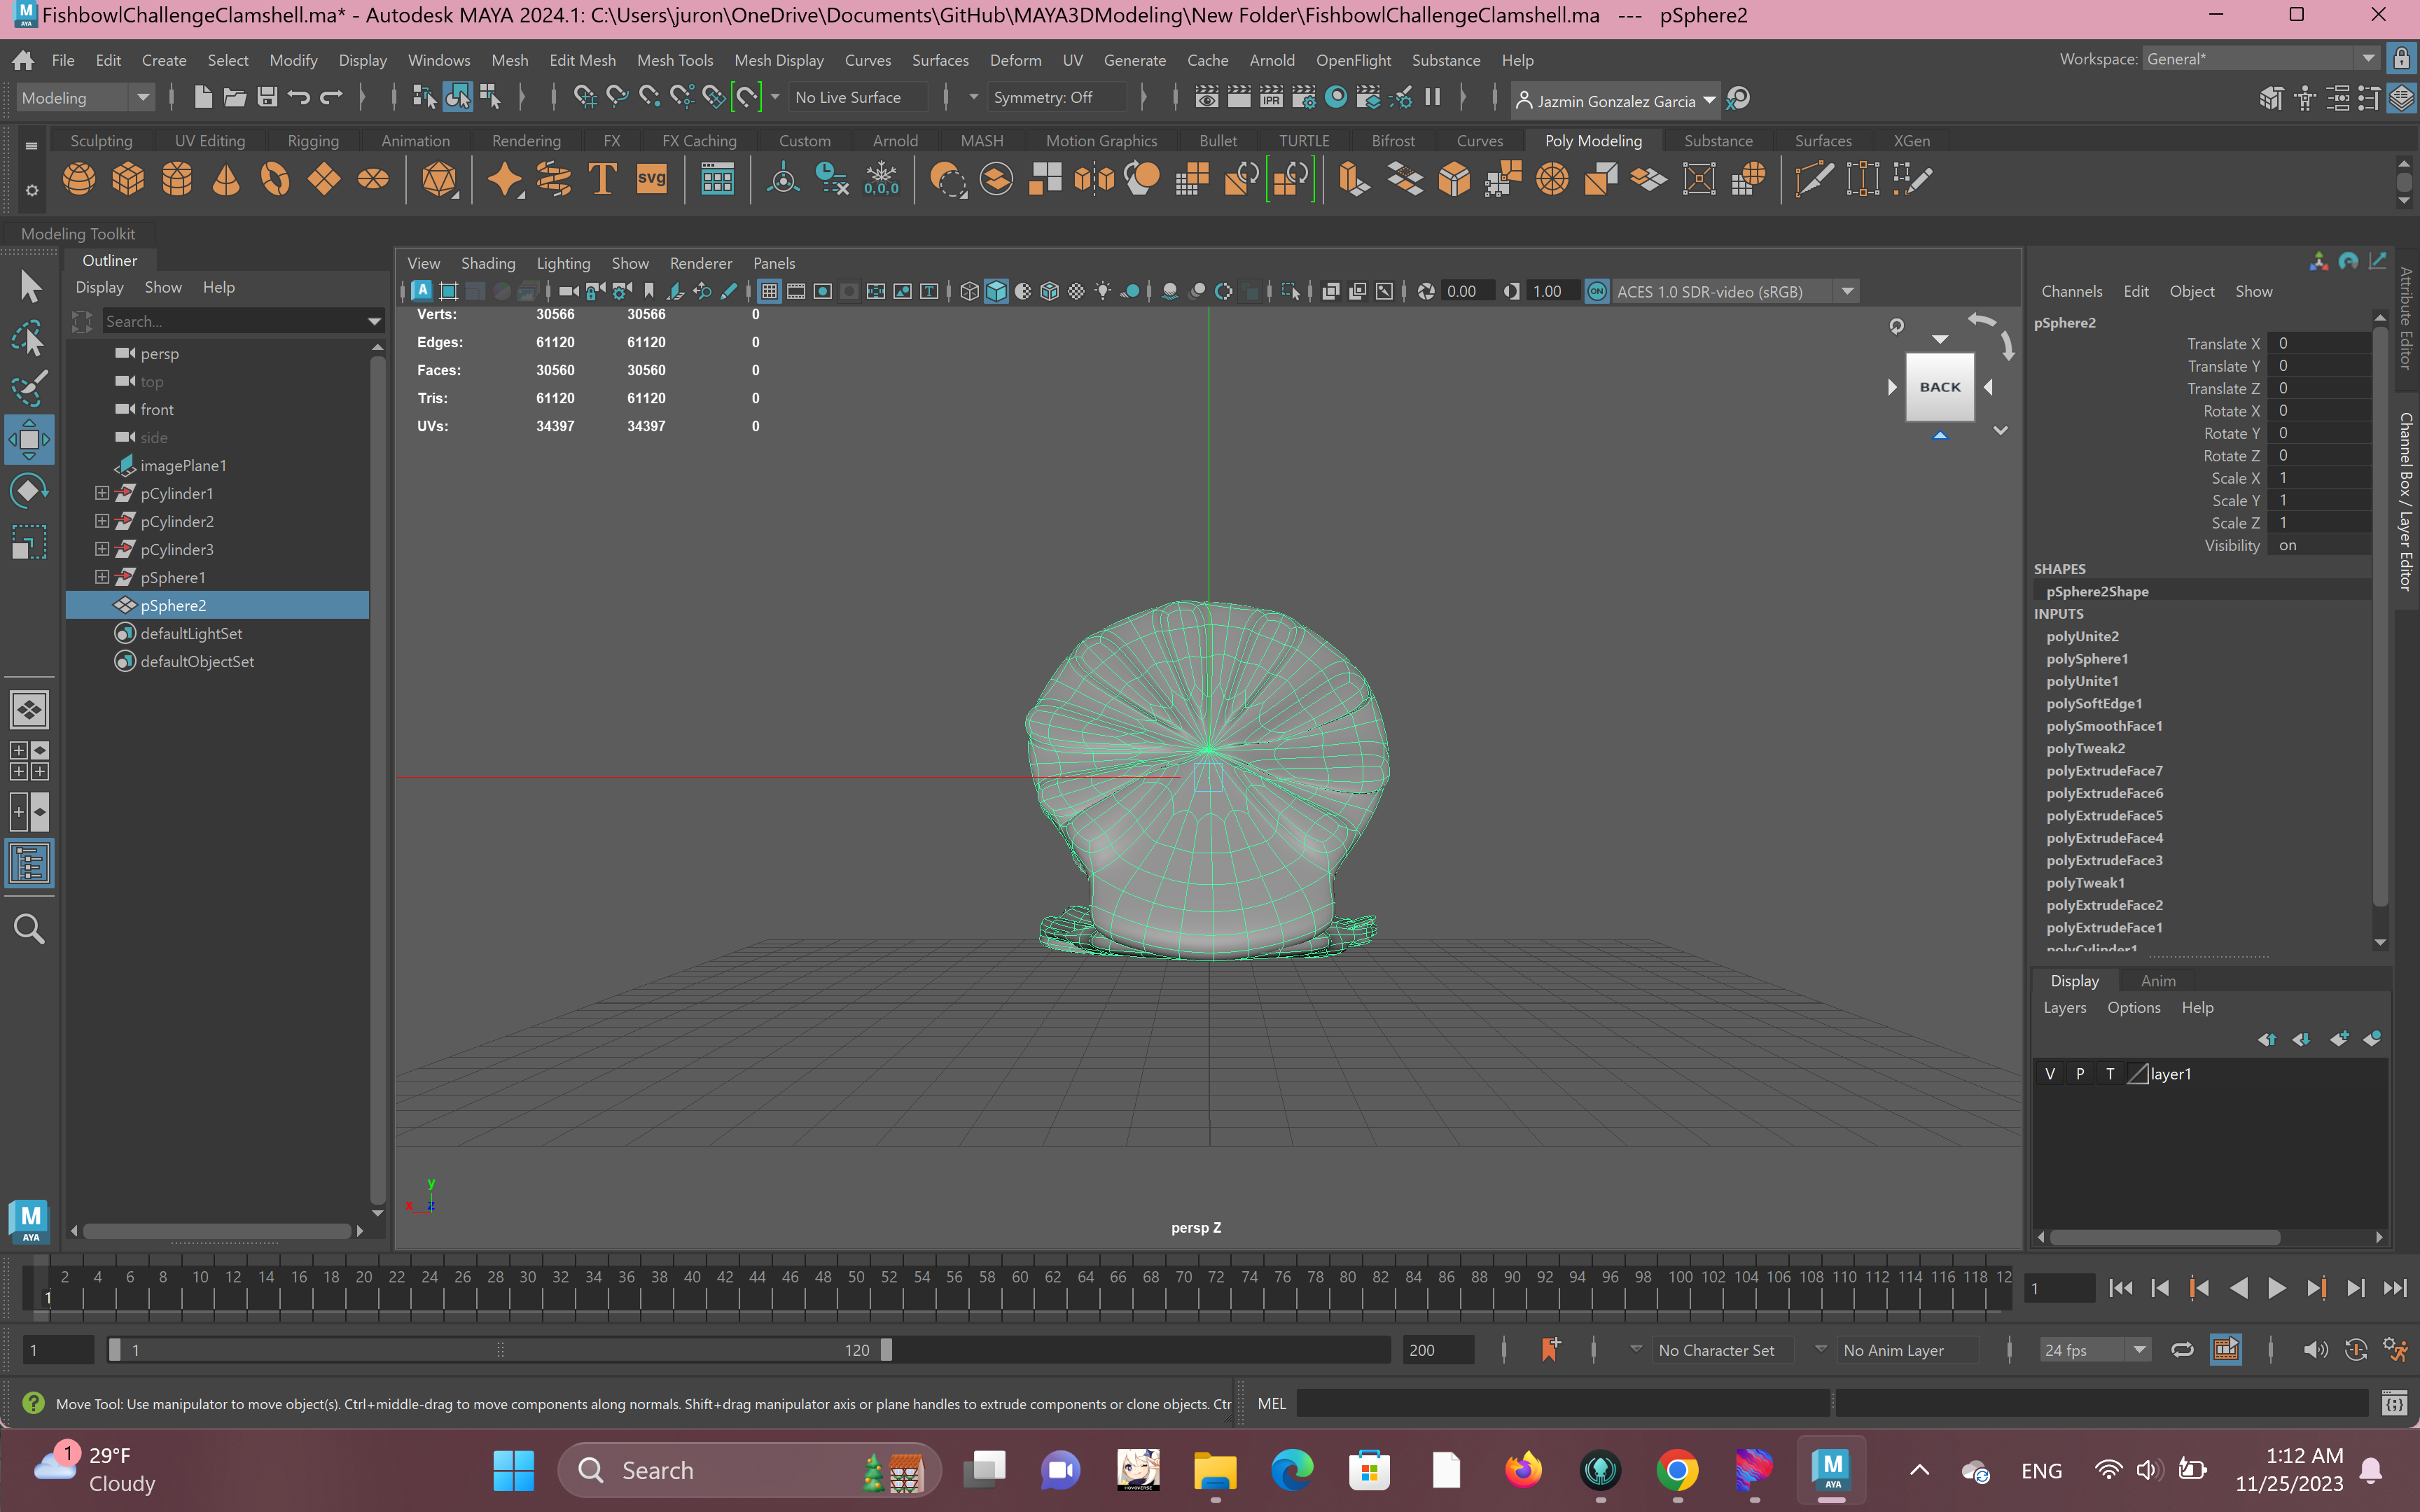 FishbowlChallengeClamshell.ma* - Autodesk MAYA 2024.1: C:\Users\juron\OneDrive\Documents\GitHub\MAYA3DModeling\New Folder\FishbowlChallengeClamshell.ma --- pSphere2
File Edit Create Select Modify Display Windows Mesh Edit Mesh Mesh Tools Mesh Display Curves Surfaces Deform UV Generate Cache Arnold OpenFlight Substance Help
Workspace: General*
Modeling
No Live Surface
Symmetry: Off
IPR
Jazmin Gonzalez Garcia
Sculpting UV Editing Rigging Animation Rendering FX FX Caching Custom Arnold MASH Motion Graphics Bullet TURTLE Bifrost Curves Poly Modeling Substance Surfaces XGen
T
svg
0,0,0
Modeling Toolkit
Outliner
Display Show Help
Search...
persp
top
front
side
imagePlane1
pCylinder1
pCylinder2
pCylinder3
pSphere1
pSphere2
defaultLightSet
defaultObjectSet
View Shading Lighting Show Renderer Panels
0.00
1.00
ON
ACES 1.0 SDR-video (sRGB)
Verts: 30566 30566 0
Edges: 61120 61120 0
Faces: 30560 30560 0
Tris: 61120 61120 0
UVs: 34397 34397 0
BACK
y
x z
persp Z
Channels Edit Object Show
pSphere2
Translate X 0
Translate Y 0
Translate Z 0
Rotate X 0
Rotate Y 0
Rotate Z 0
Scale X 1
Scale Y 1
Scale Z 1
Visibility on
SHAPES
pSphere2Shape
INPUTS
polyUnite2
polySphere1
polyUnite1
polySoftEdge1
polySmoothFace1
polyTweak2
polyExtrudeFace7
polyExtrudeFace6
polyExtrudeFace5
polyExtrudeFace4
polyExtrudeFace3
polyTweak1
polyExtrudeFace2
polyExtrudeFace1
polyCylinder1
Attribute Editor
Channel Box / Layer Editor
Display Anim
Layers Options Help
V P T layer1
M
AYA
2 4 6 8 10 12 14 16 18 20 22 24 26 28 30 32 34 36 38 40 42 44 46 48 50 52 54 56 58 60 62 64 66 68 70 72 74 76 78 80 82 84 86 88 90 92 94 96 98 100 102 104 106 108 110 112 114 116 118 12
1
1
1
1
120
200
No Character Set
No Anim Layer
24 fps
Move Tool: Use manipulator to move object(s). Ctrl+middle-drag to move components along normals. Shift+drag manipulator axis or plane handles to extrude components or clone objects. Ctr
MEL
1
29°F
Cloudy
Search
M
AYA
ENG
1:12 AM
11/25/2023